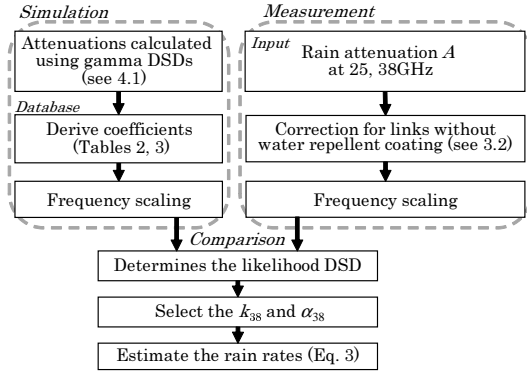 Simulation
Attenuations calculated
using gamma DSDs
(see 4.1)
Database
Derive coefficients
(Tables 2, 3)
Frequency scaling
Measurement
Input
Rain attenuation A
at 25, 38GHz
Correction for links without
water repellent coating (see 3.2)
Frequency scaling
Comparison
Determines the likelihood DSD
Select the k₃₈ and α₃₈
Estimate the rain rates (Eq. 3)